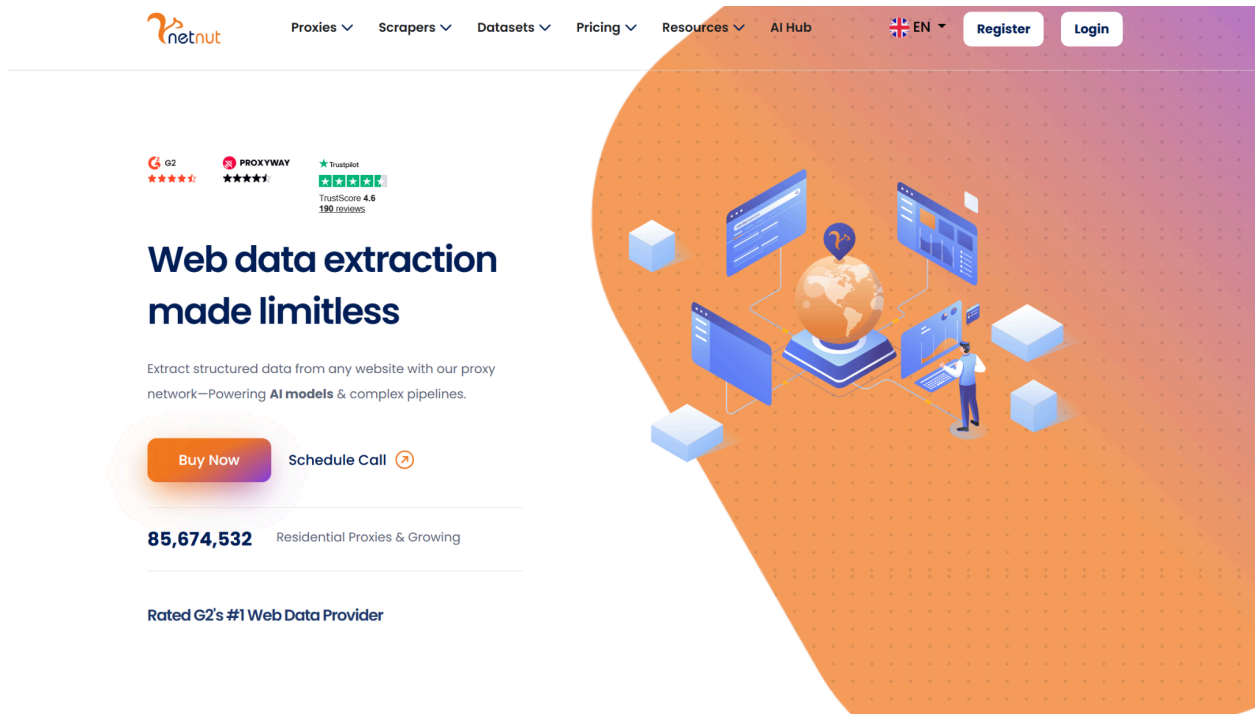 netnut
Proxies
Scrapers
Datasets
Pricing
Resources
AI Hub
EN
Register
Login
G2
PROXYWAY
Trustpilot
TrustScore 4.6
190 reviews
Web data extraction
made limitless
Extract structured data from any website with our proxy
network—Powering AI models & complex pipelines.
Buy Now
Schedule Call
85,674,532
Residential Proxies & Growing
Rated G2's #1 Web Data Provider